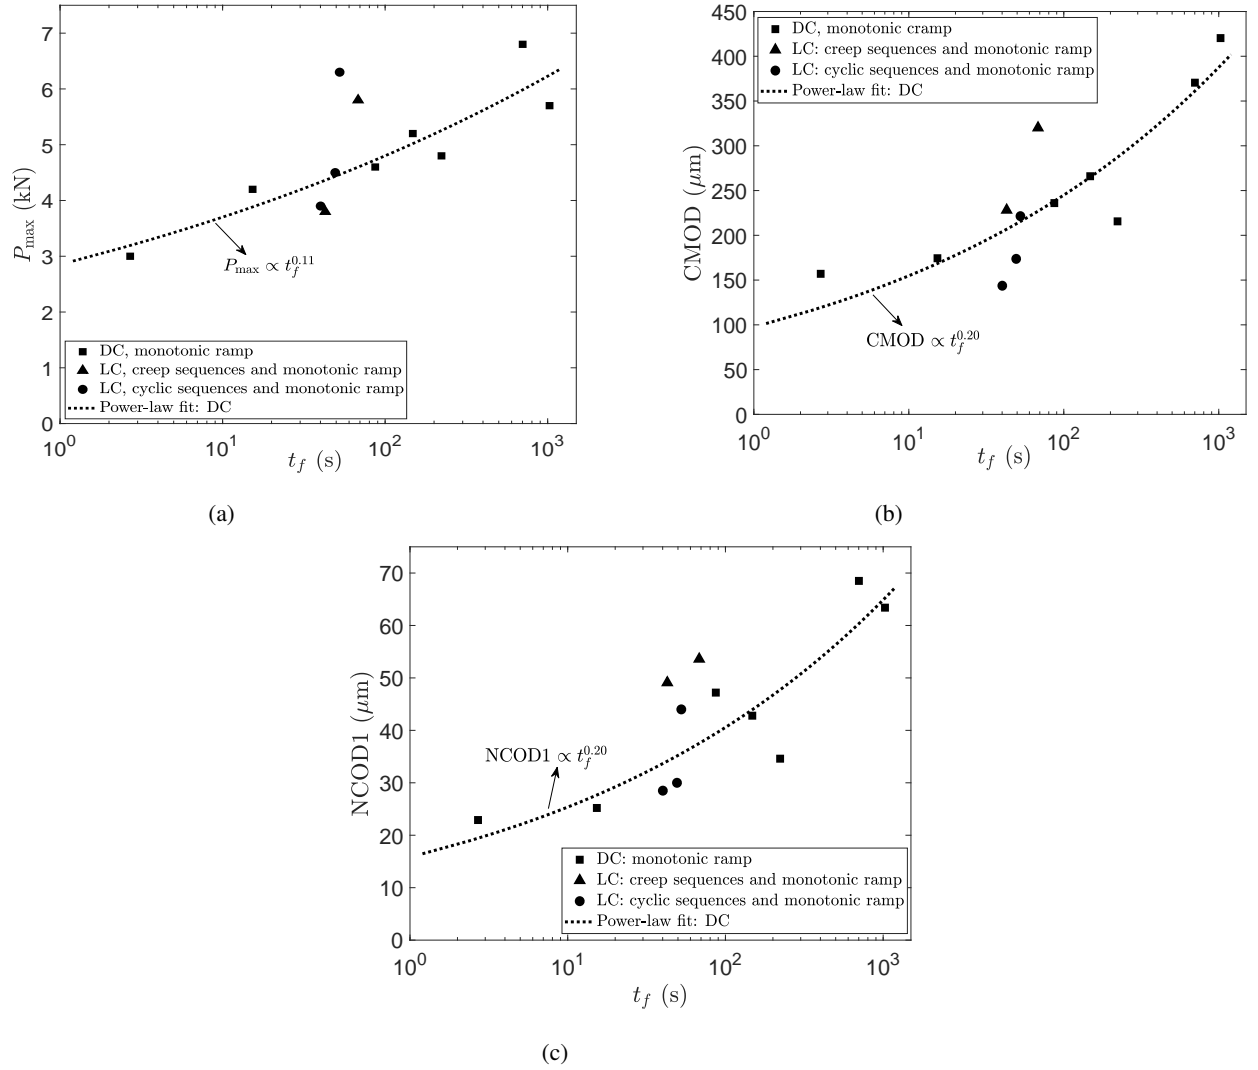 7
6
5
4
3
2
1
0
P_max (kN)
P_max ∝ t_f^0.11
DC, monotonic ramp
LC, creep sequences and monotonic ramp
LC, cyclic sequences and monotonic ramp
Power-law fit: DC
10^0 10^1 10^2 10^3
t_f (s)
(a)
450
400
350
300
250
200
150
100
50
0
CMOD (μm)
DC, monotonic cramp
LC: creep sequences and monotonic ramp
LC: cyclic sequences and monotonic ramp
Power-law fit: DC
CMOD ∝ t_f^0.20
10^0 10^1 10^2 10^3
t_f (s)
(b)
70
60
50
40
30
20
10
0
NCOD1 (μm)
NCOD1 ∝ t_f^0.20
DC: monotonic ramp
LC: creep sequences and monotonic ramp
LC: cyclic sequences and monotonic ramp
Power-law fit: DC
10^0 10^1 10^2 10^3
t_f (s)
(c)